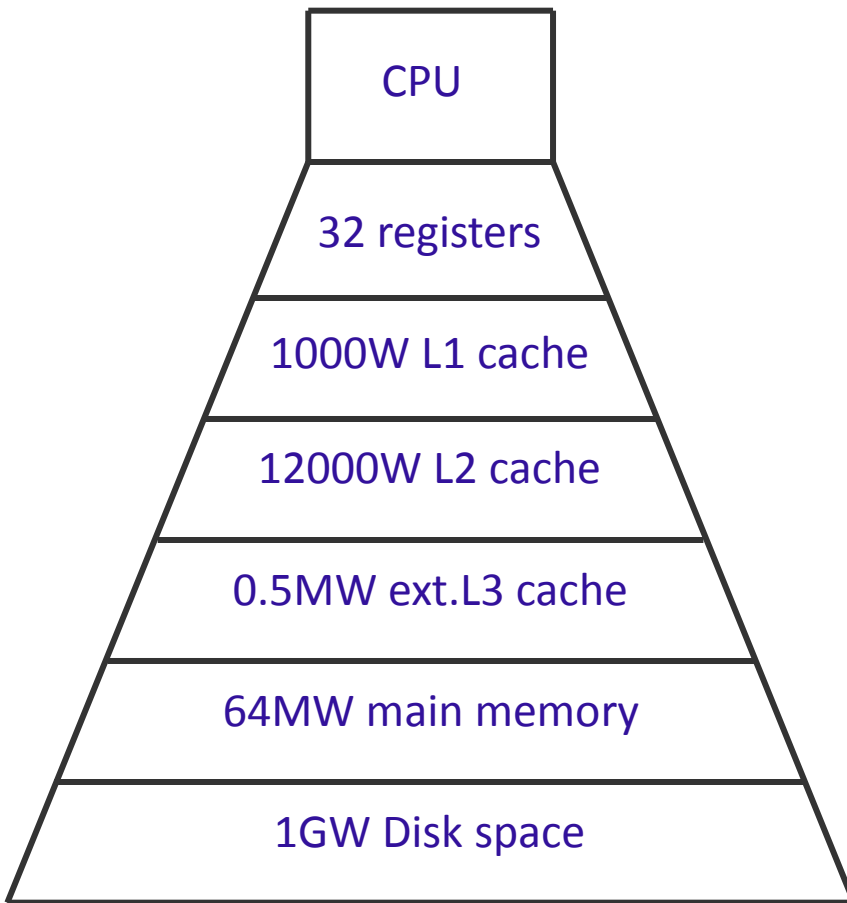 CPU
32 registers
1000W L1 cache
12000W L2 cache
0.5MW ext.L3 cache
64MW main memory
1GW Disk space